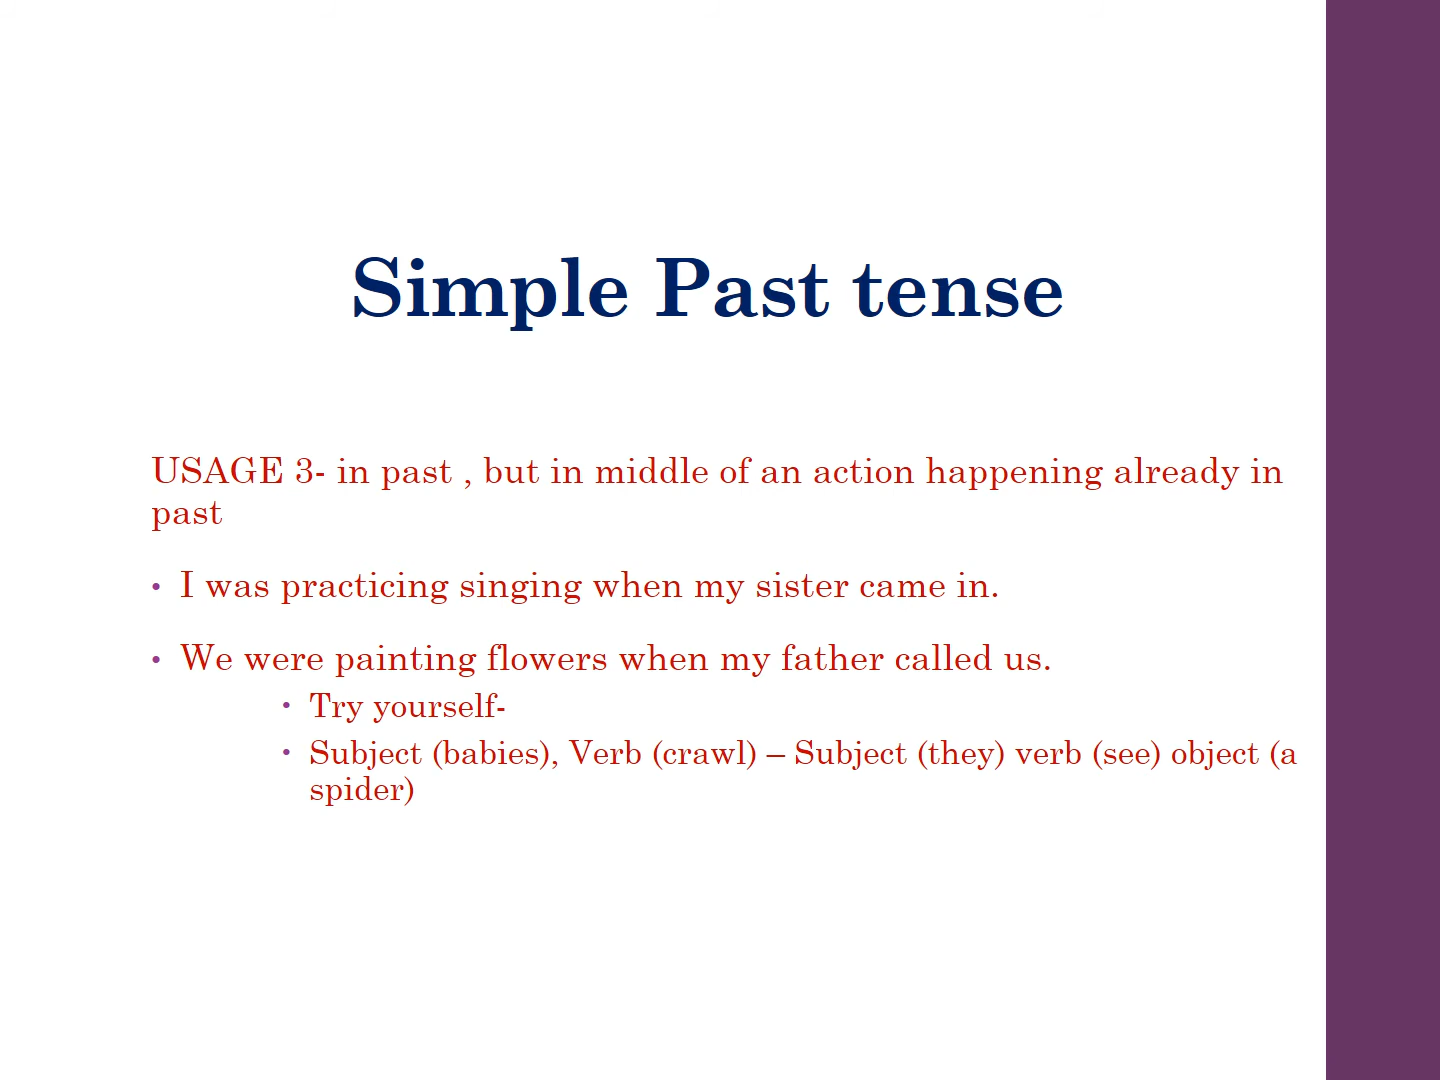 Simple Past tense
USAGE 3- in past , but in middle of an action happening already in
past
• I was practicing singing when my sister came in.
• We were painting flowers when my father called us.
• Try yourself-
• Subject (babies), Verb (crawl) – Subject (they) verb (see) object (a
spider)